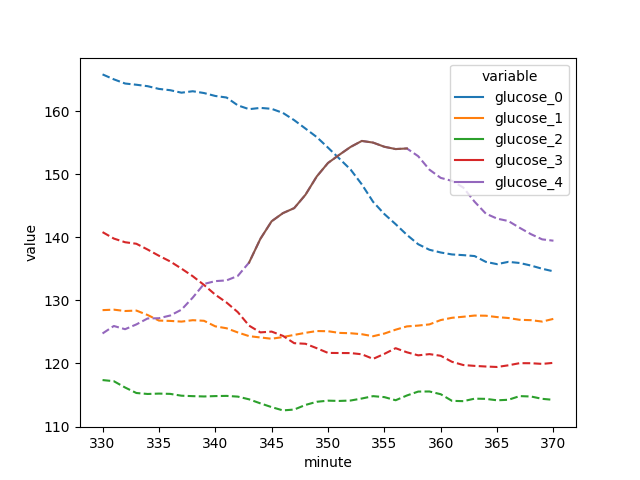 variable
glucose_0
glucose_1
glucose_2
glucose_3
glucose_4
160
150
140
130
120
110
value
330 335 340 345 350 355 360 365 370
minute